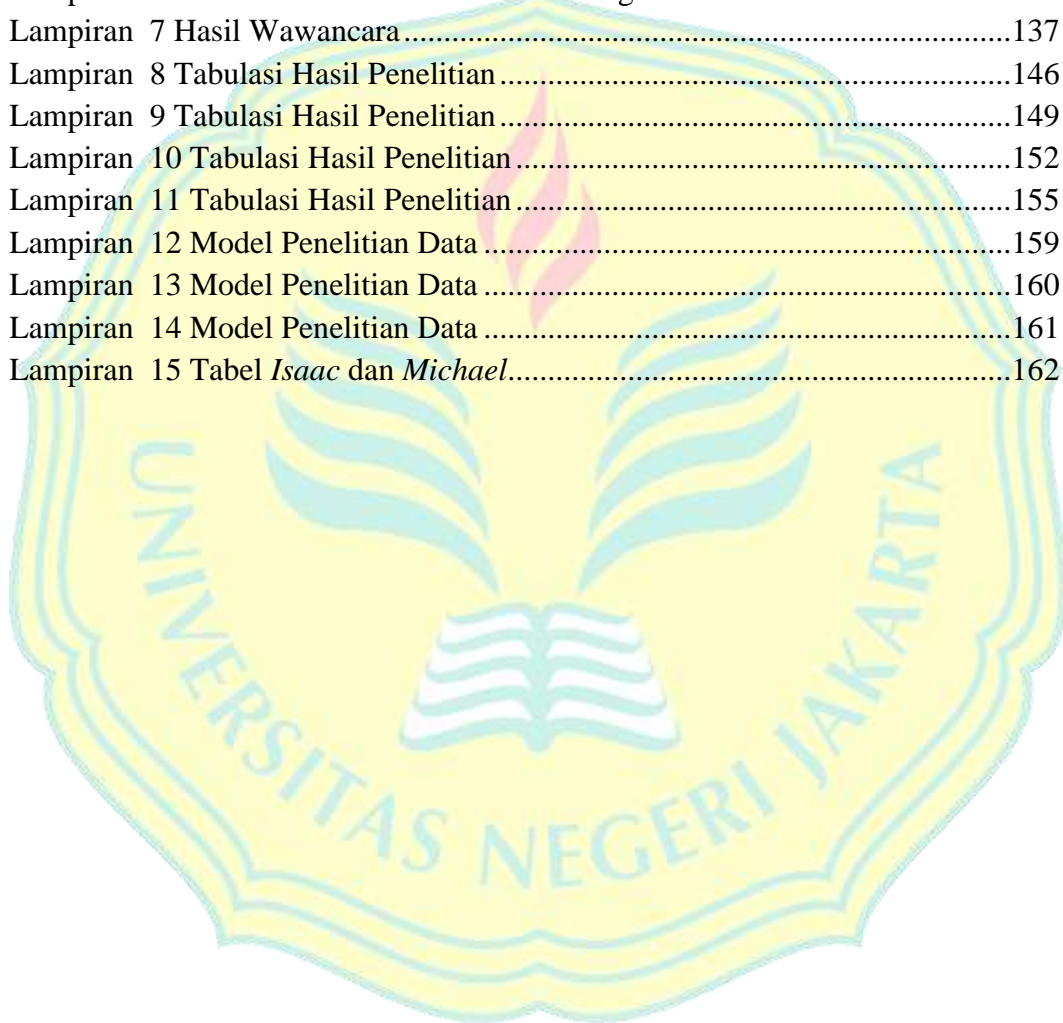 Lampiran  7 Hasil Wawancara............................................................................137
Lampiran  8 Tabulasi Hasil Penelitian................................................................146
Lampiran  9 Tabulasi Hasil Penelitian................................................................149
Lampiran  10 Tabulasi Hasil Penelitian..............................................................152
Lampiran  11 Tabulasi Hasil Penelitian..............................................................155
Lampiran  12 Model Penelitian Data..................................................................159
Lampiran  13 Model Penelitian Data..................................................................160
Lampiran  14 Model Penelitian Data..................................................................161
Lampiran  15 Tabel Isaac dan Michael...............................................................162
UNIVERSITAS NEGERI JAKARTA